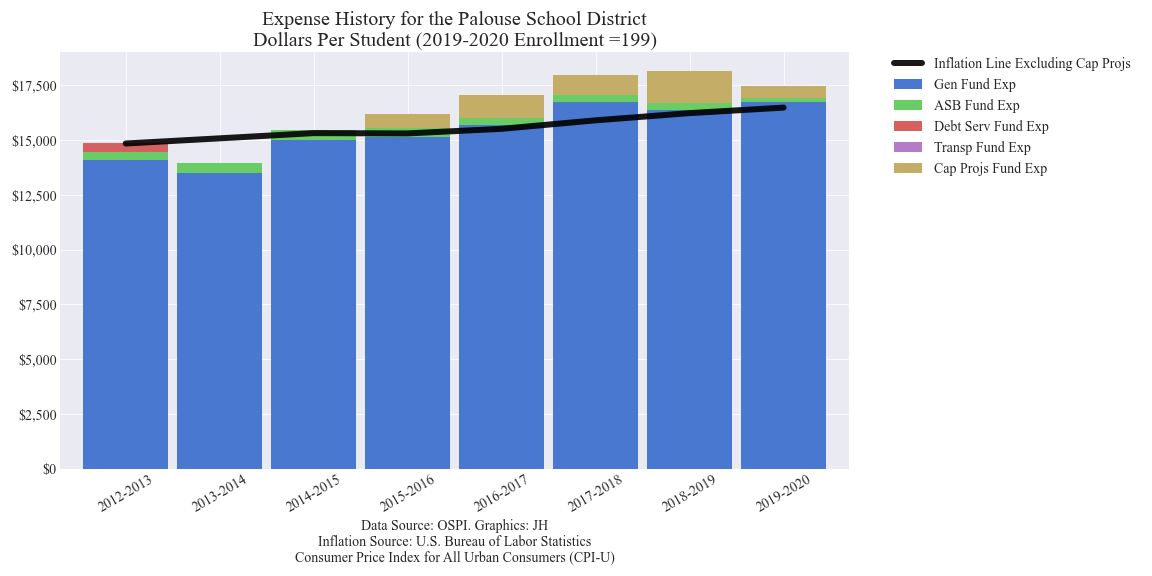 Expense History for the Palouse School District
Dollars Per Student (2019-2020 Enrollment =199)
$17,500
$15,000
$12,500
$10,000
$7,500
$5,000
$2,500
$0
2012-2013
2013-2014
2014-2015
2015-2016
2016-2017
2017-2018
2018-2019
2019-2020
Inflation Line Excluding Cap Projs
Gen Fund Exp
ASB Fund Exp
Debt Serv Fund Exp
Transp Fund Exp
Cap Projs Fund Exp
Data Source: OSPI. Graphics: JH
Inflation Source: U.S. Bureau of Labor Statistics
Consumer Price Index for All Urban Consumers (CPI-U)